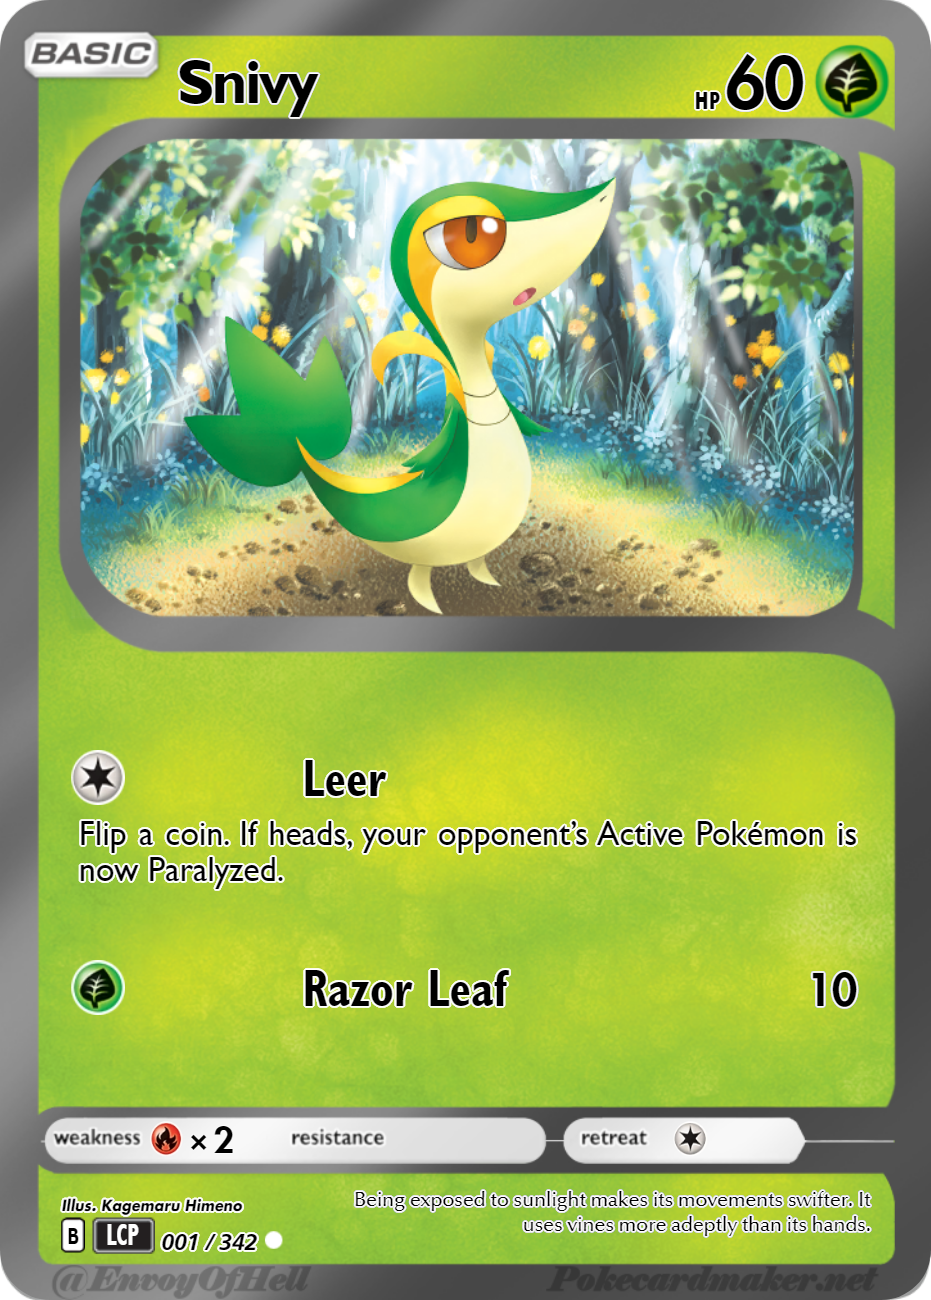 BASIC
Snivy
HP 60
Leer
Flip a coin. If heads, your opponent's Active Pokémon is
now Paralyzed.
Razor Leaf 10
weakness × 2 resistance retreat
Illus. Kagemaru Himeno
Being exposed to sunlight makes its movements swifter. It
uses vines more adeptly than its hands.
B LCP 001 / 342
@EnvoyOfHell Pokecardmaker.net